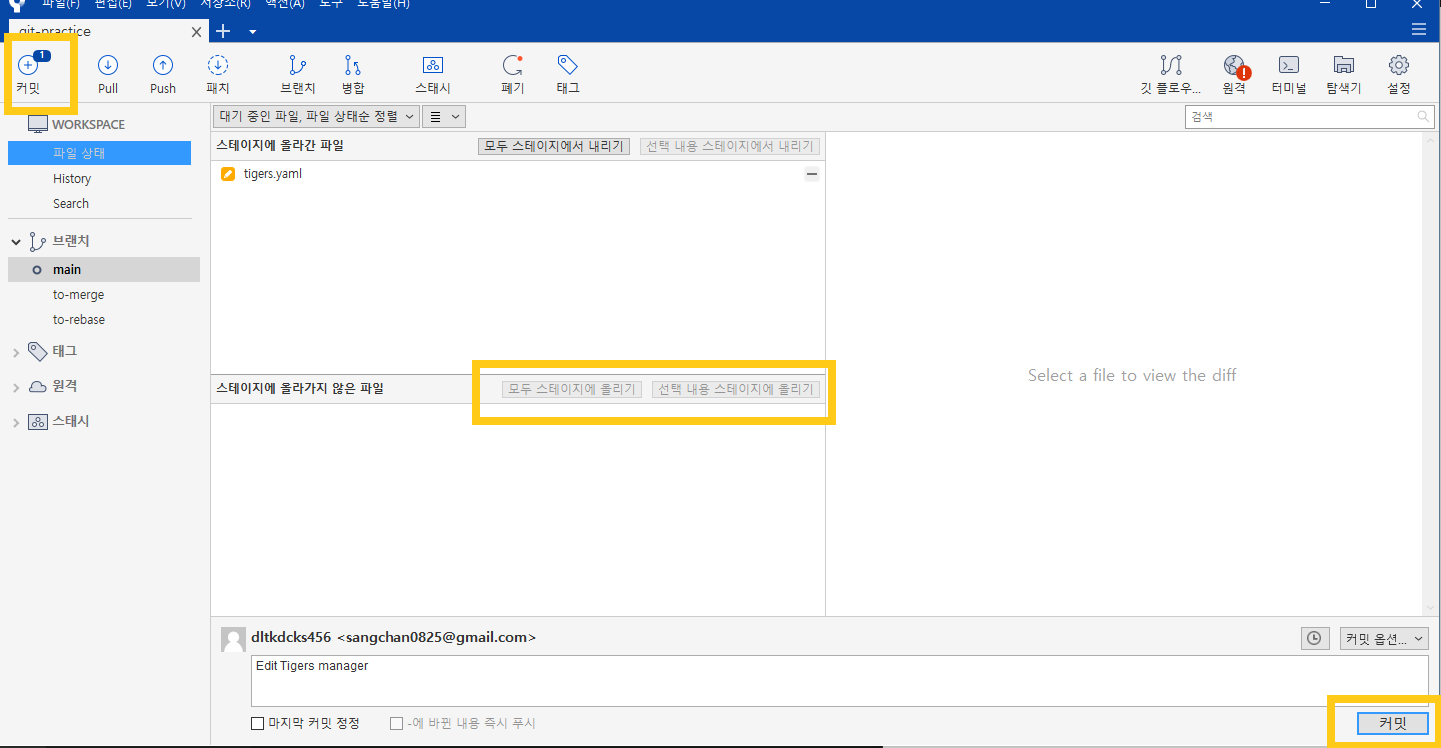 파일(F) 편집(E) 보기(V) 저장소(R) 액션(A) 도구 도움말(H)
git-practice
1
커밋 Pull Push 패치 브랜치 병합 스태시 폐기 태그 깃 플로우... 원격 터미널 탐색기 설정
WORKSPACE
파일 상태
History
Search
브랜치
main
to-merge
to-rebase
태그
원격
스태시
대기 중인 파일, 파일 상태순 정렬
검색
스테이지에 올라간 파일 모두 스테이지에서 내리기 선택 내용 스테이지에서 내리기
tigers.yaml
스테이지에 올라가지 않은 파일 모두 스테이지에 올리기 선택 내용 스테이지에 올리기
Select a file to view the diff
dltkdcks456 <sangchan0825@gmail.com>
커밋 옵션...
Edit Tigers manager
마지막 커밋 정정 -에 바뀐 내용 즉시 푸시
커밋